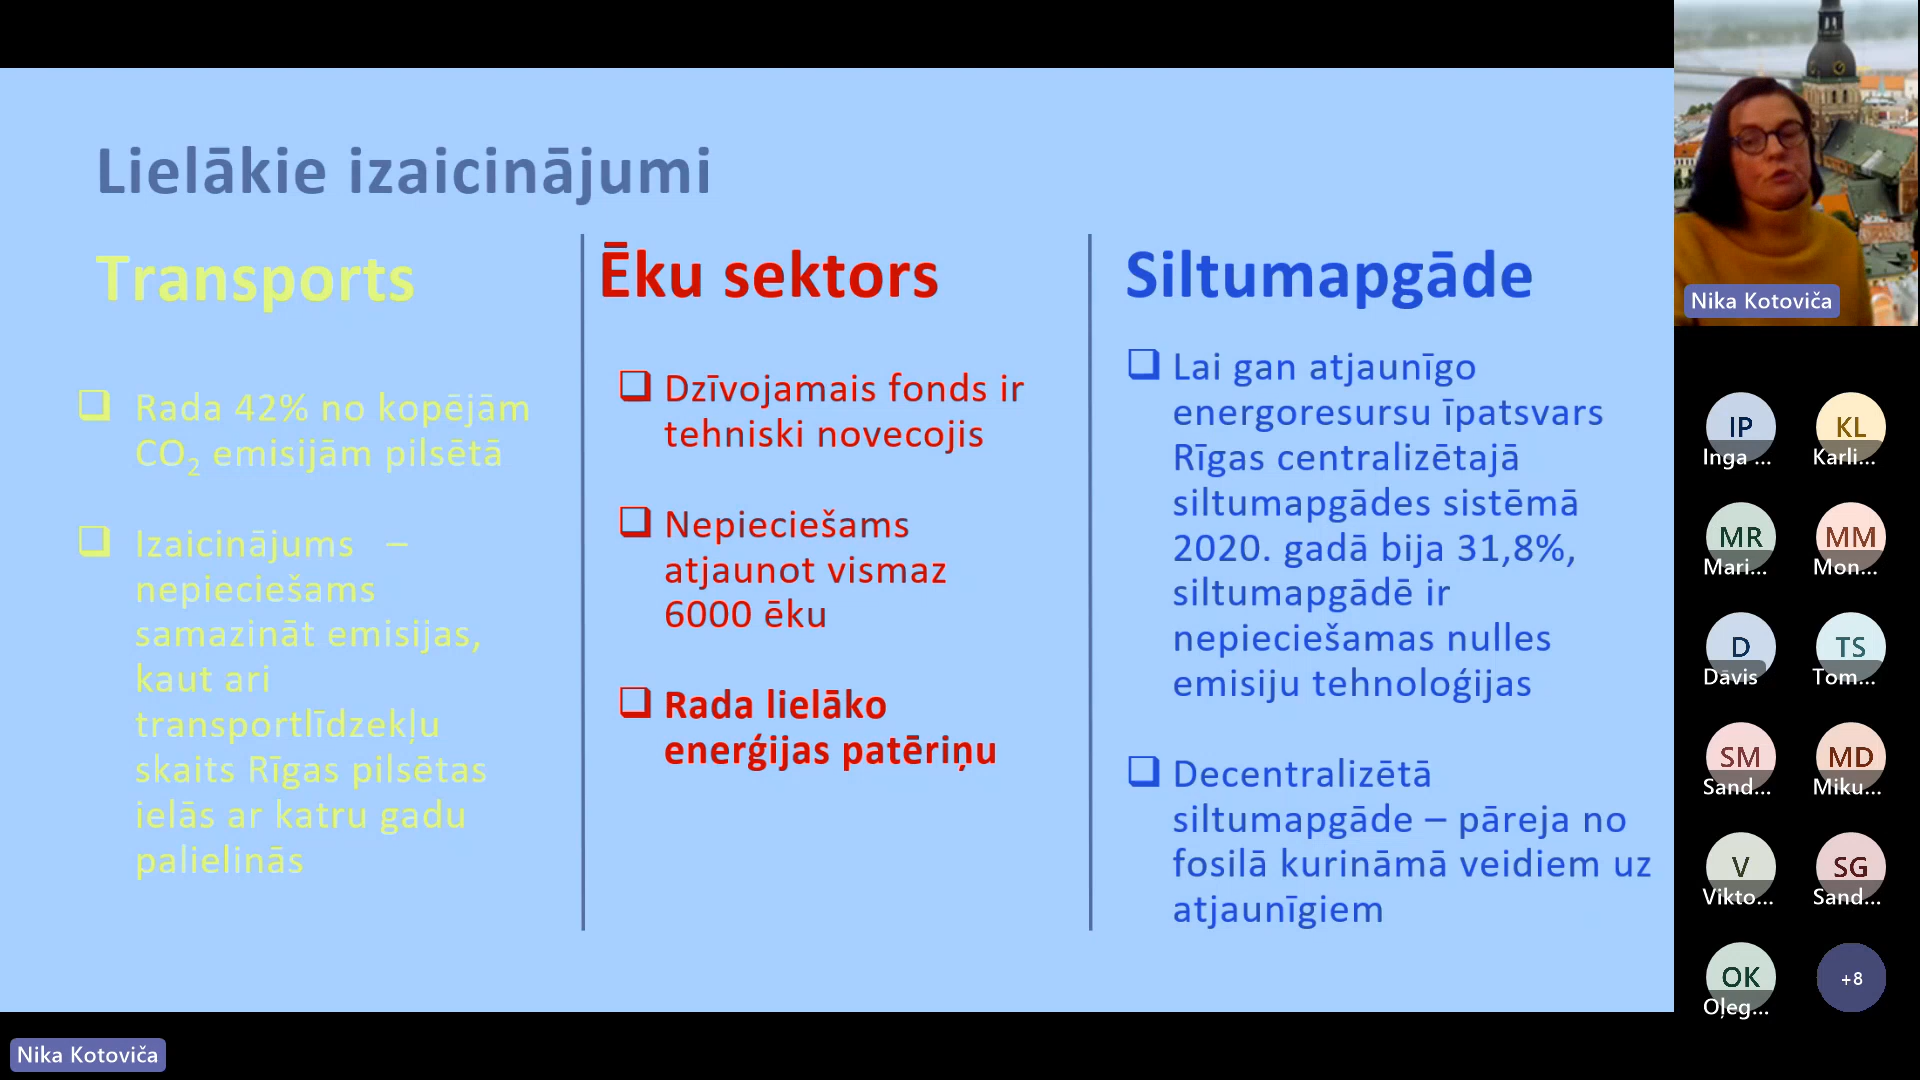 Lielākie izaicinājumi
Transports
Rada 42% no kopējām
CO₂ emisijām pilsētā
Izaicinājums –
nepieciešams
samazināt emisijas,
kaut ari
transportlīdzekļu
skaits Rīgas pilsētas
ielās ar katru gadu
palielinās
Ēku sektors
Dzīvojamais fonds ir
tehniski novecojis
Nepieciešams
atjaunot vismaz
6000 ēku
Rada lielāko
enerģijas patēriņu
Siltumapgāde
Lai gan atjaunīgo
energoresursu īpatsvars
Rīgas centralizētajā
siltumapgādes sistēmā
2020. gadā bija 31,8%,
siltumapgādē ir
nepieciešamas nulles
emisiju tehnoloģijas
Decentralizētā
siltumapgāde – pāreja no
fosilā kurināmā veidiem uz
atjaunīgiem
Nika Kotoviča
IP
Inga ...
KL
Karli...
MR
Mari...
MM
Mon...
D
Dāvis
TS
Tom...
SM
Sand...
MD
Miku...
V
Vikto...
SG
Sand...
OK
Oļeg...
+8
Nika Kotoviča